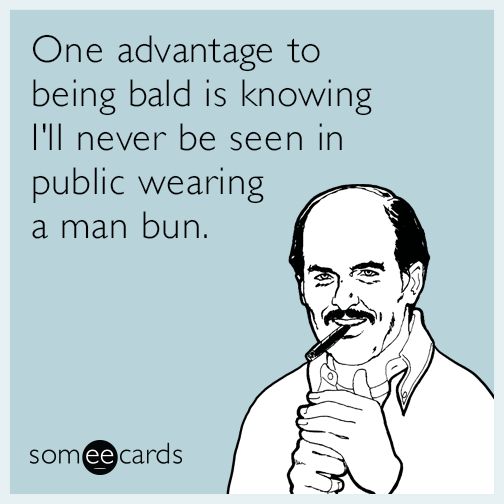 One advantage to
being bald is knowing
I'll never be seen in
public wearing
a man bun.
someecards